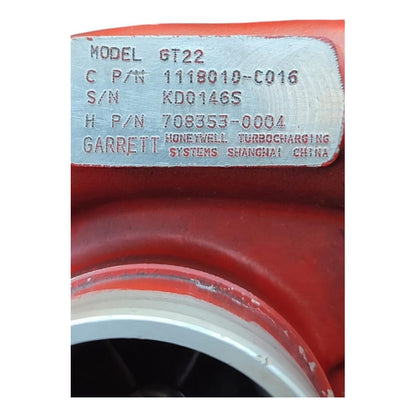 MODEL GT22
C P/N 1118010-C016
S/N KD0146S
H P/N 708353-0004
GARRETT HONEYWELL TURBOCHARGING
SYSTEMS SHANGHAI CHINA